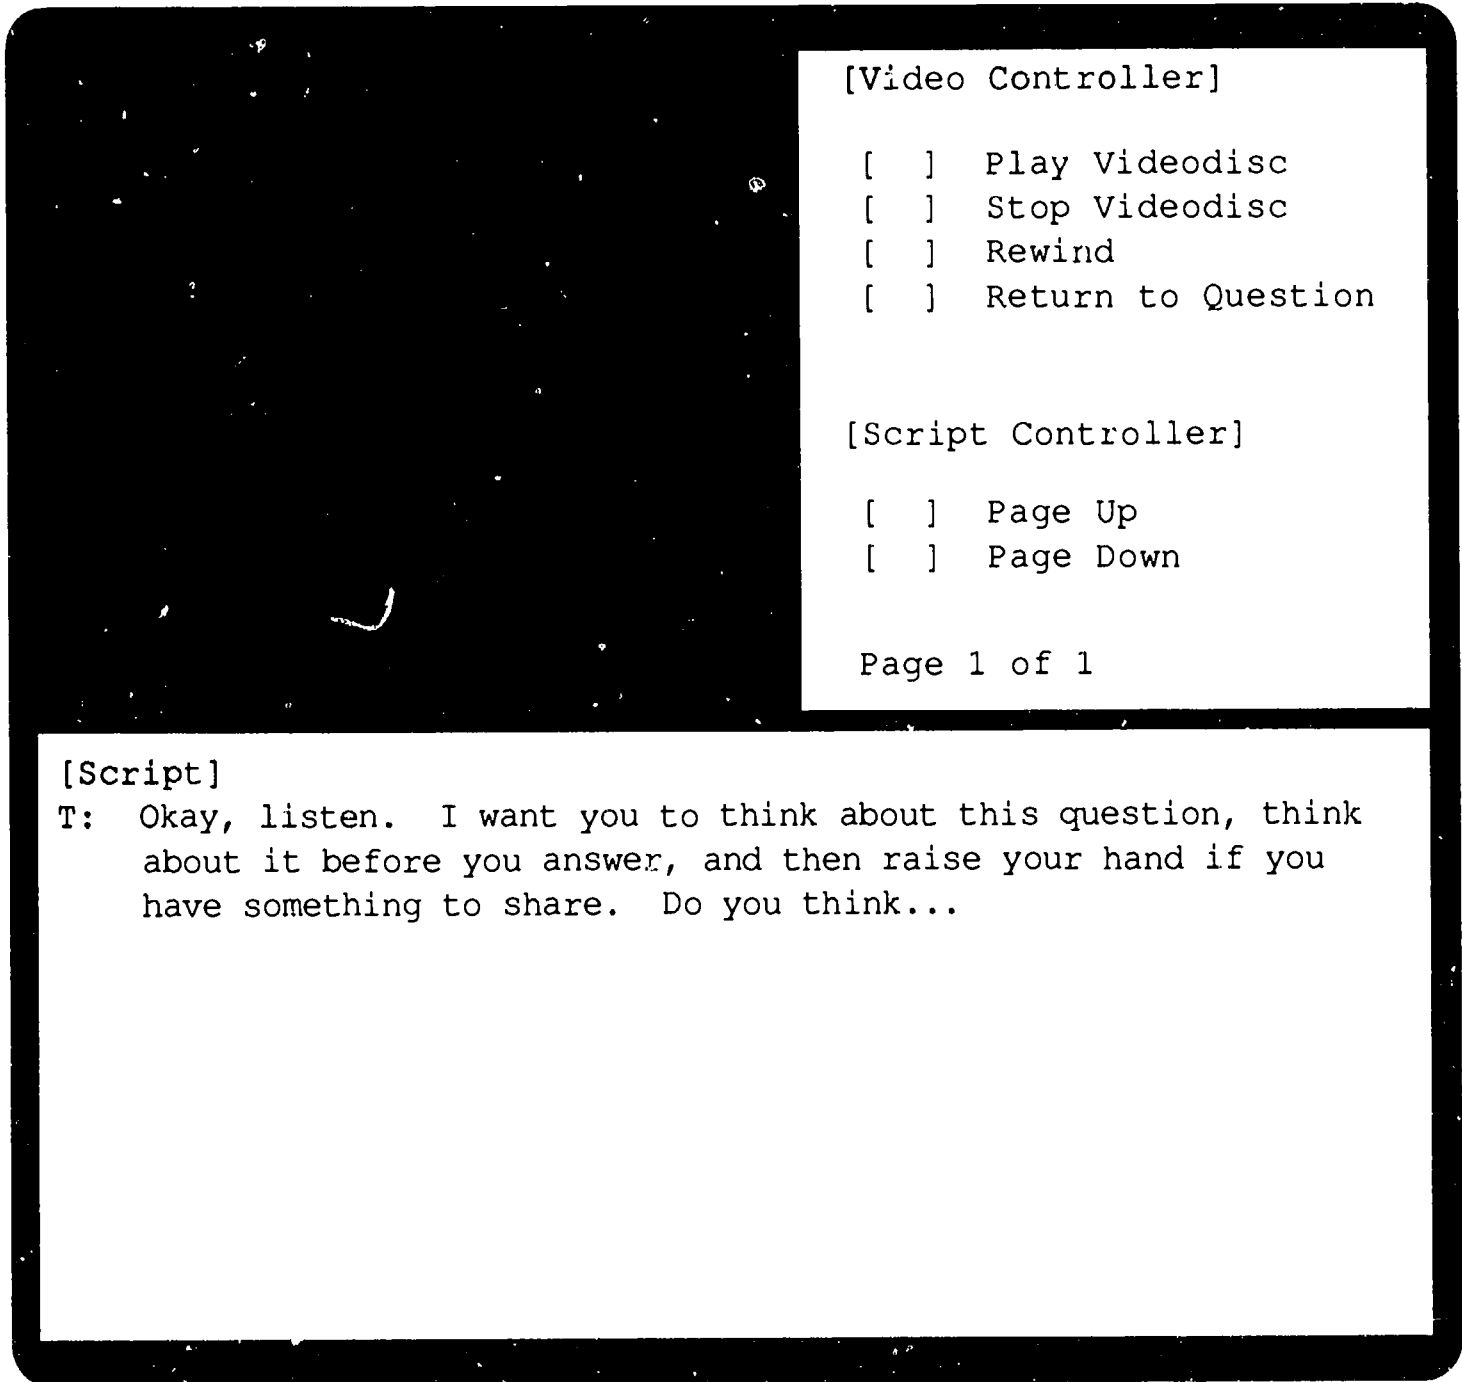 [Video Controller]
[ ] Play Videodisc
[ ] Stop Videodisc
[ ] Rewind
[ ] Return to Question
[Script Controller]
[ ] Page Up
[ ] Page Down
Page 1 of 1
[Script]
T: Okay, listen. I want you to think about this question, think
about it before you answer, and then raise your hand if you
have something to share. Do you think...